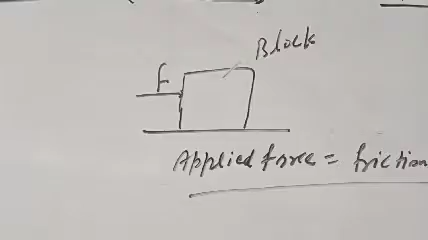 Block
F
Applied force = friction